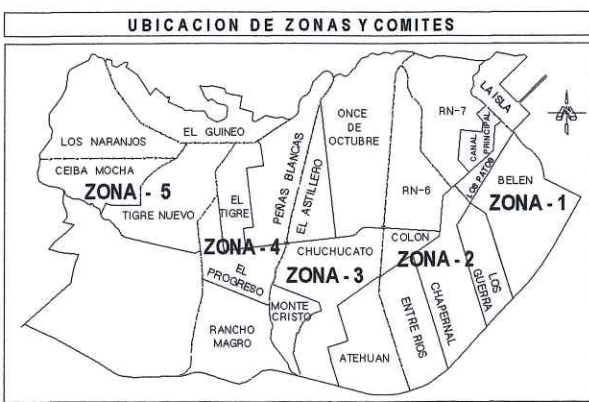 UBICACION DE ZONAS Y COMITES
LA ISLA
RN-7
CANAL
PRINCIPAL
LOS PATOS
ONCE
DE
OCTUBRE
EL GUINEO
LOS NARANJOS
PEÑAS BLANCAS
EL ASTILLERO
CEIBA MOCHA
ZONA - 5
BELEN
ZONA - 1
RN-6
EL
TIGRE
TIGRE NUEVO
ZONA - 4
COLON
ZONA - 2
CHUCHUCATO
ZONA - 3
EL
PROGRESO
LOS
GUERRA
CHAPERNAL
ENTRE RIOS
MONTE
CRISTO
RANCHO
MAGRO
ATEHUAN